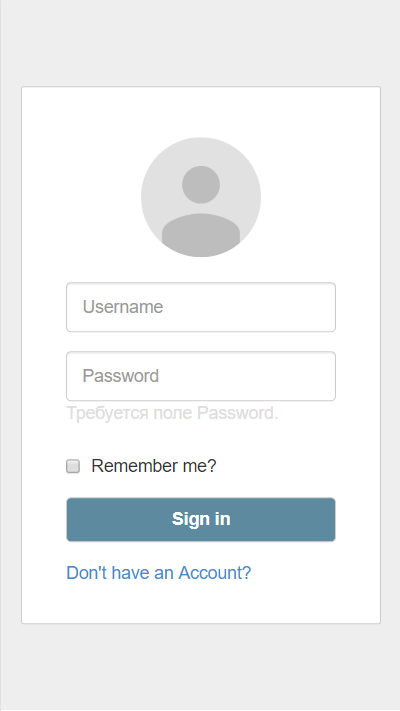 Username
Password
Требуется поле Password.
Remember me?
Sign in
Don't have an Account?